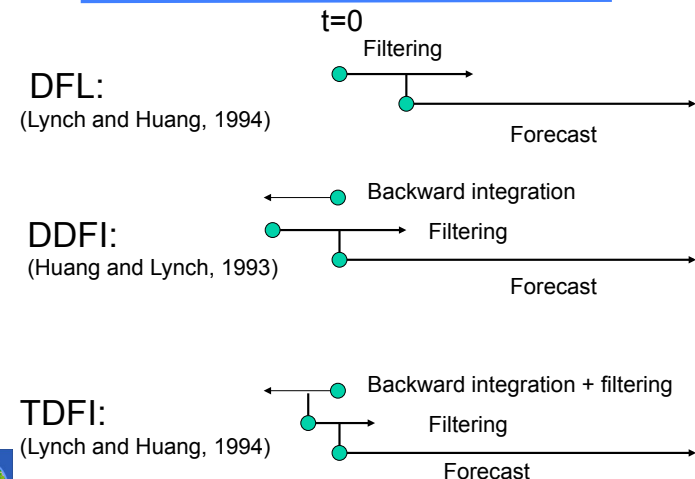 t=0
Filtering
DFL:
(Lynch and Huang, 1994)
Forecast
Backward integration
DDFI:
Filtering
(Huang and Lynch, 1993)
Forecast
Backward integration + filtering
TDFI:
Filtering
(Lynch and Huang, 1994)
Forecast